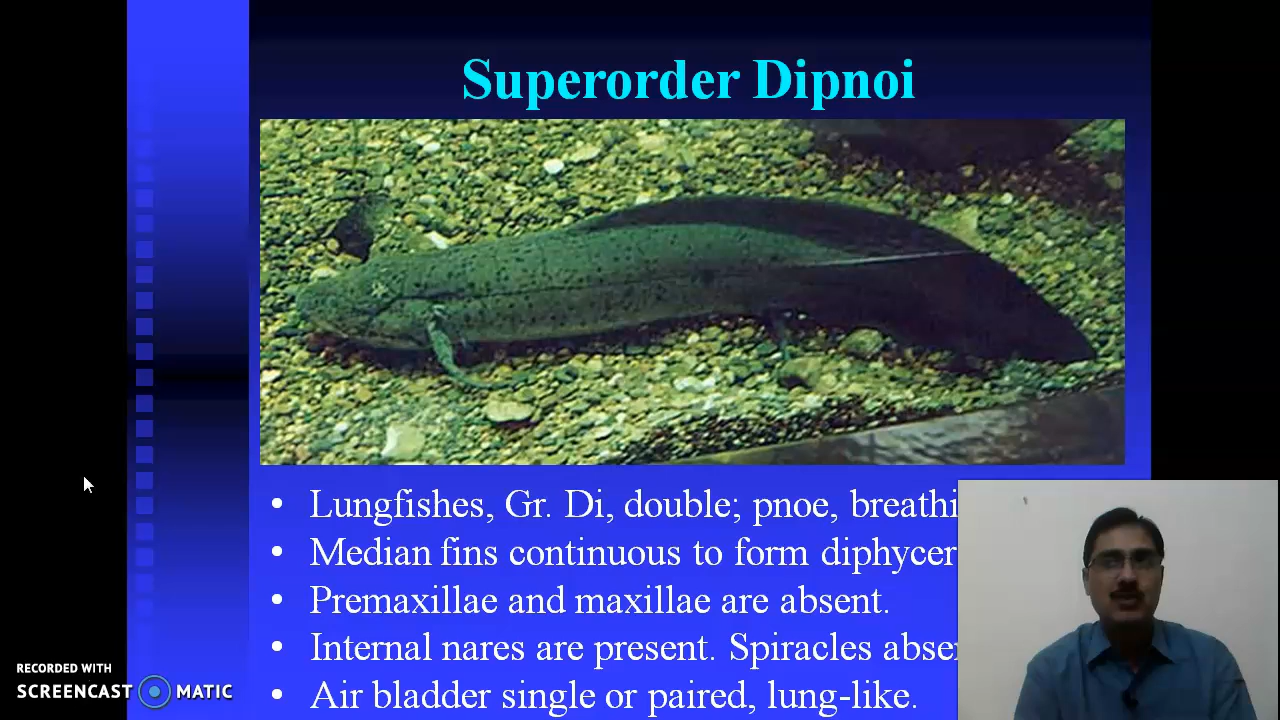 Superorder Dipnoi
• Lungfishes, Gr. Di, double; pnoe, breathi
• Median fins continuous to form diphycer
• Premaxillae and maxillae are absent.
• Internal nares are present. Spiracles abse
• Air bladder single or paired, lung-like.
RECORDED WITH
SCREENCAST MATIC